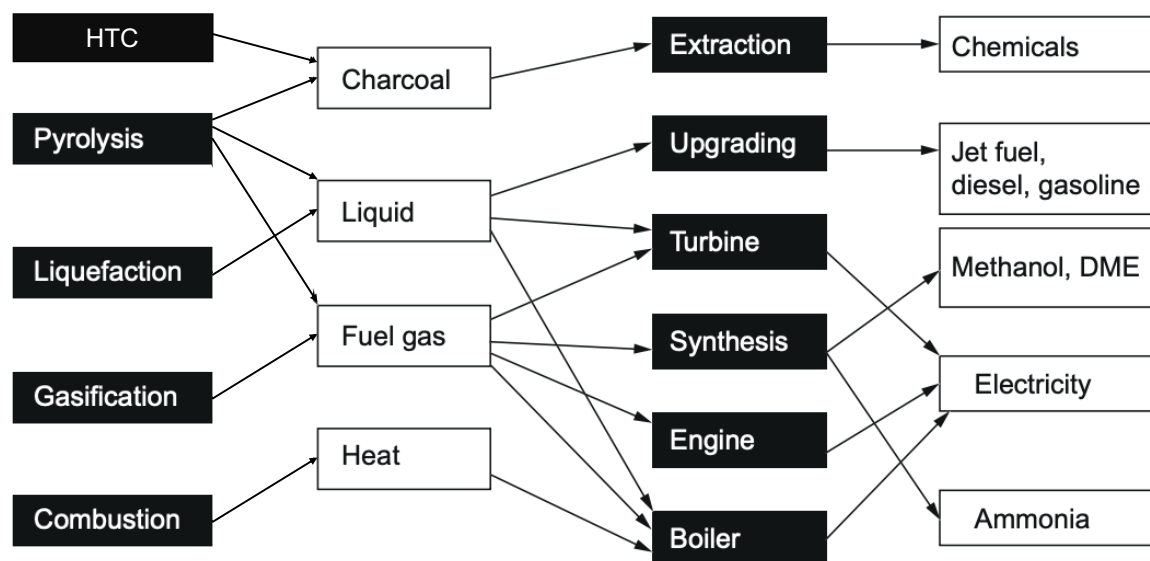 HTC
Pyrolysis
Liquefaction
Gasification
Combustion
Charcoal
Liquid
Fuel gas
Heat
Extraction
Upgrading
Turbine
Synthesis
Engine
Boiler
Chemicals
Jet fuel,
diesel, gasoline
Methanol, DME
Electricity
Ammonia